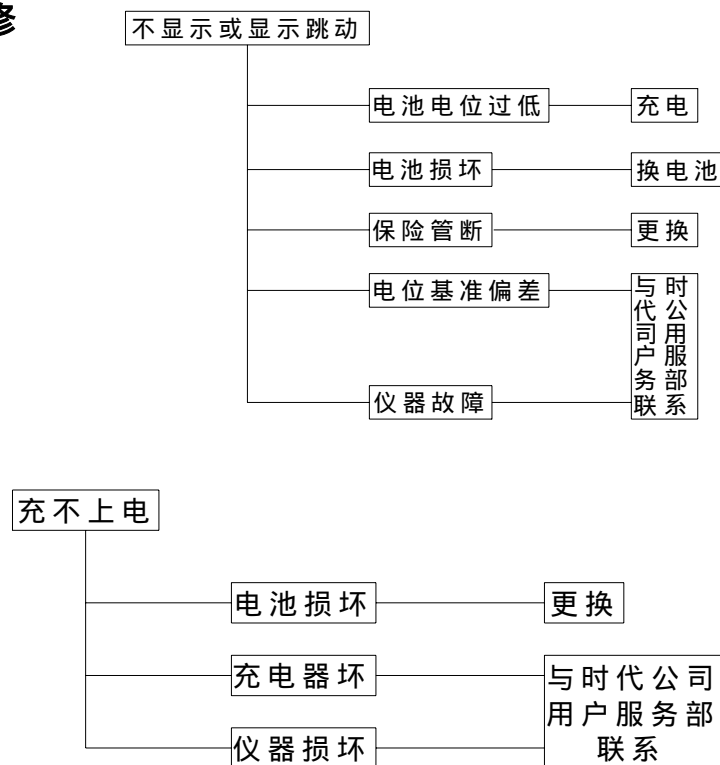 修
不显示或显示跳动
电池电位过低
充电
电池损坏
换电池
保险管断
更换
电位基准偏差
与时
代公
司用
户服
务部
联系
仪器故障
充不上电
电池损坏
更换
充电器坏
与时代公司
用户服务部
联系
仪器损坏